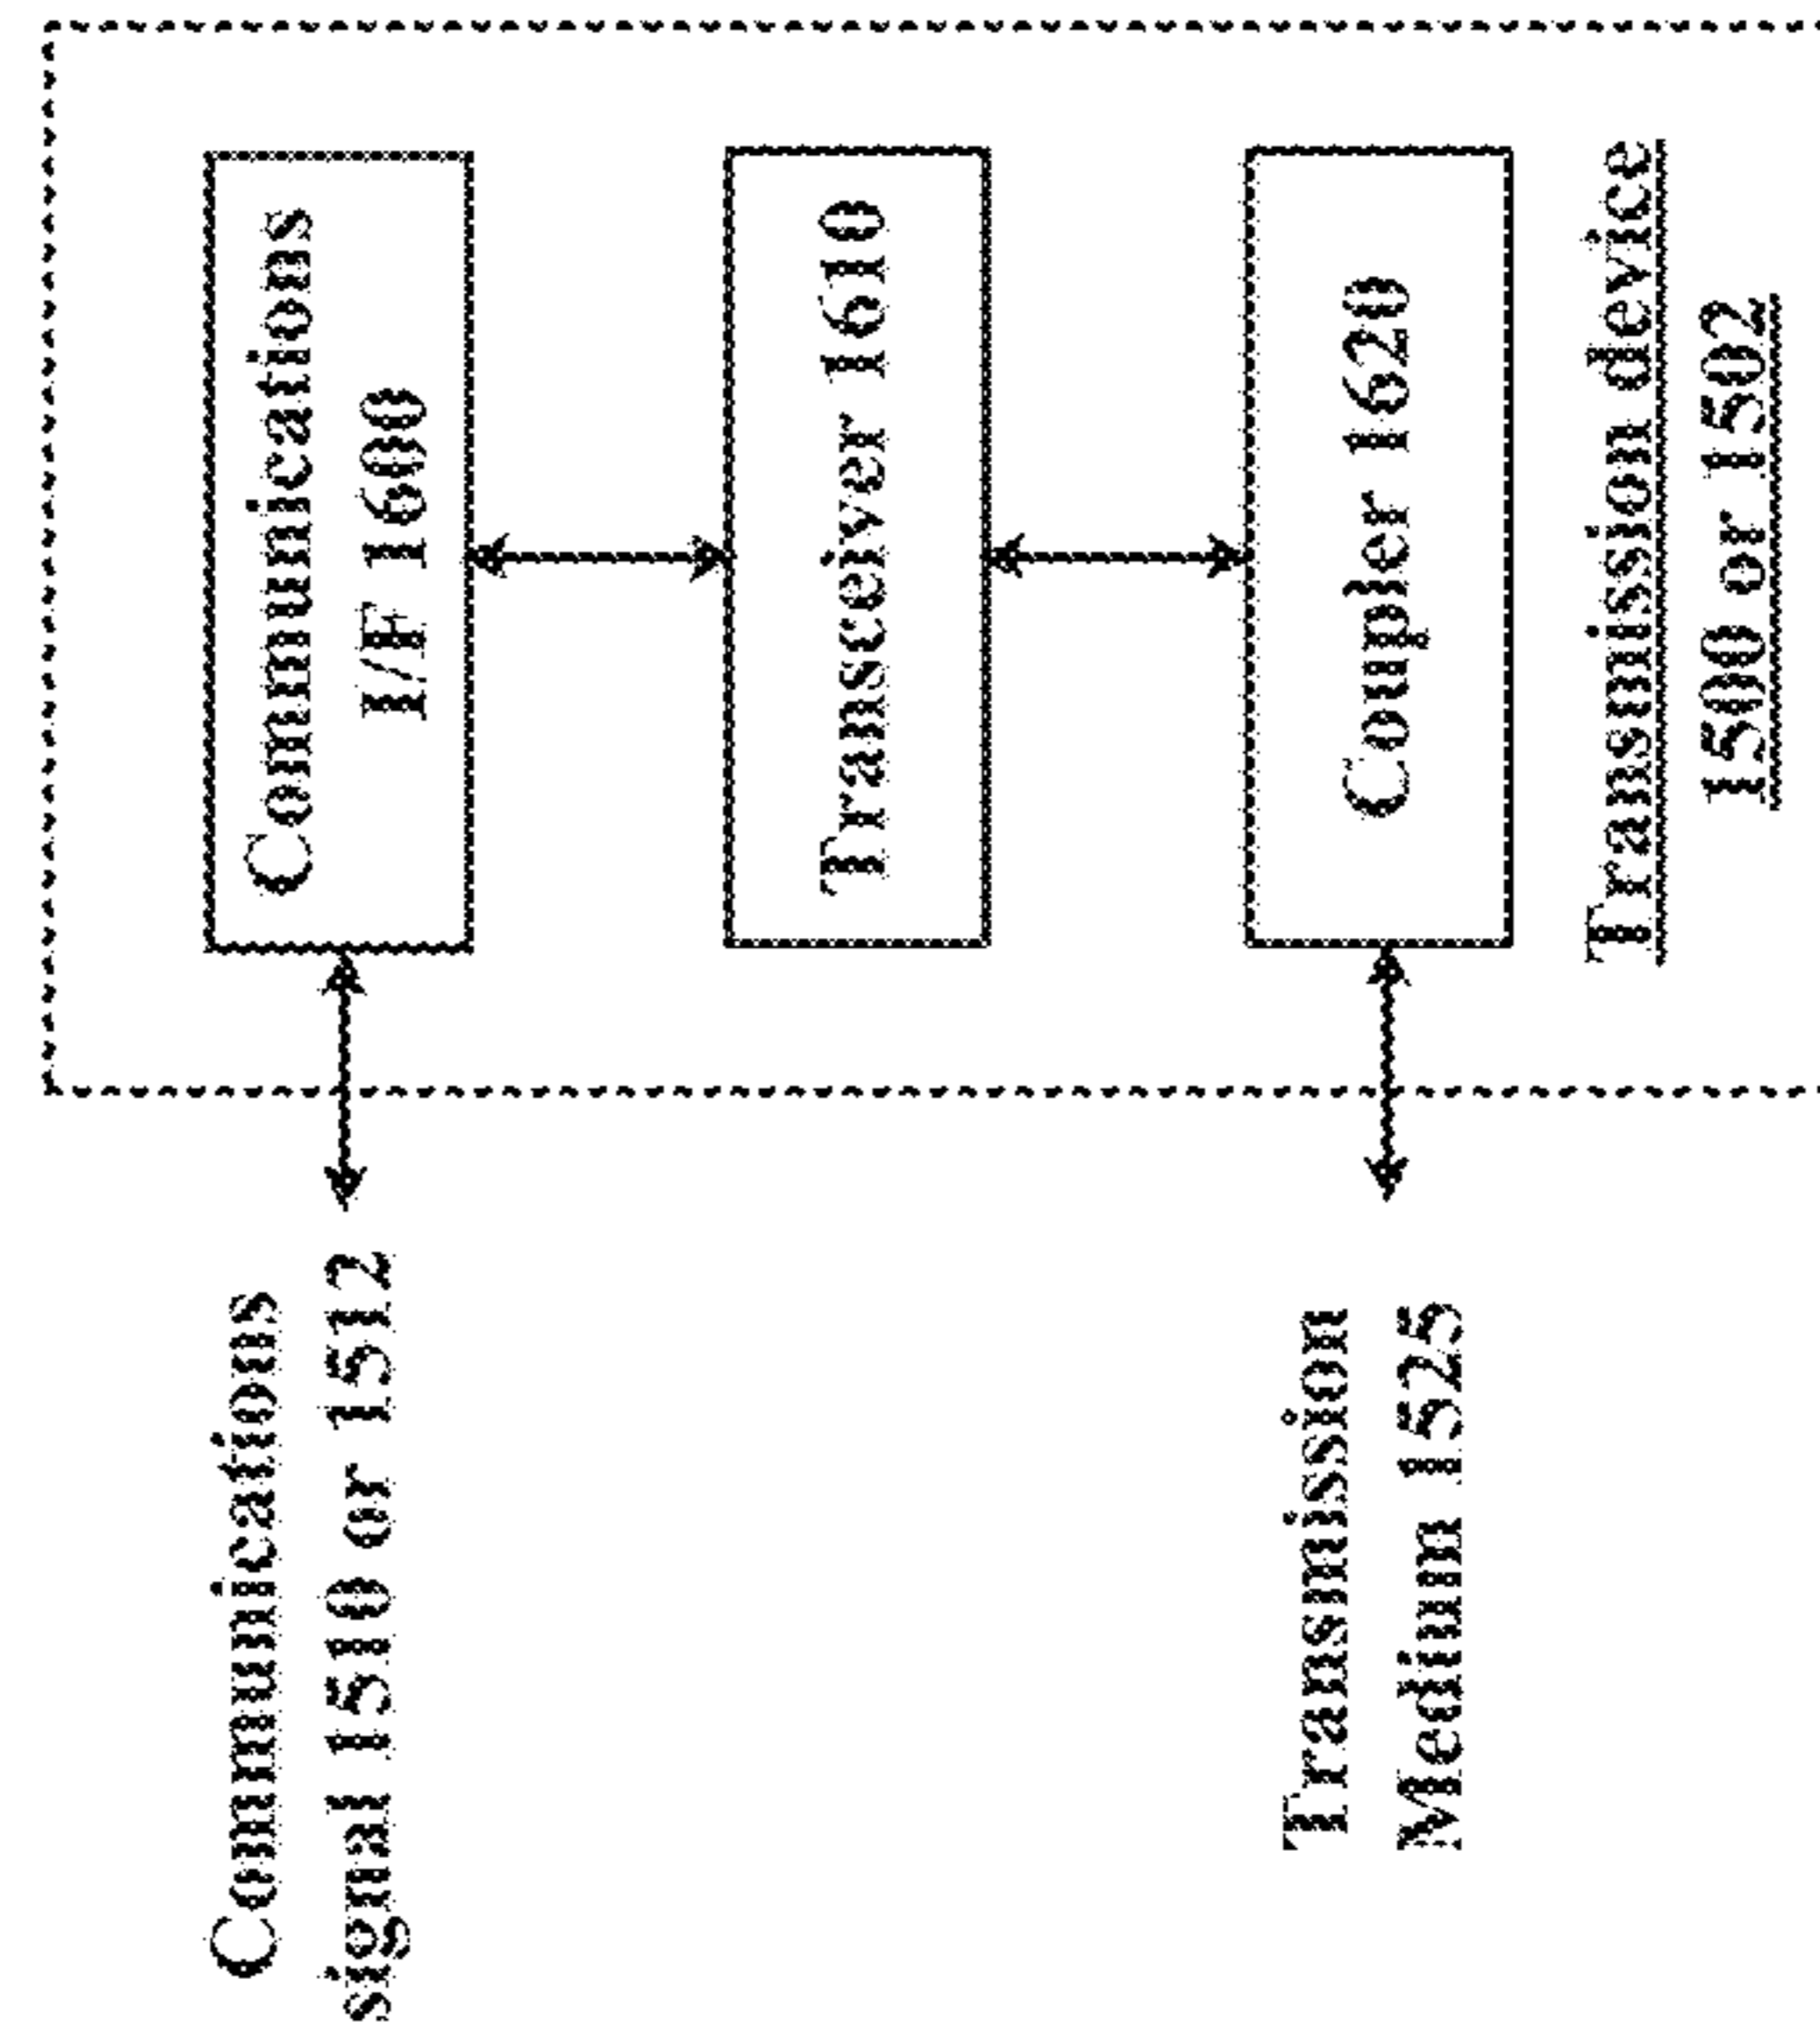 Communications
signal 1510 or 1512
Communications
I/F 1600
Transceiver 1610
Transmission
Medium 1525
Coupler 1620
Transmission device
1500 or 1502